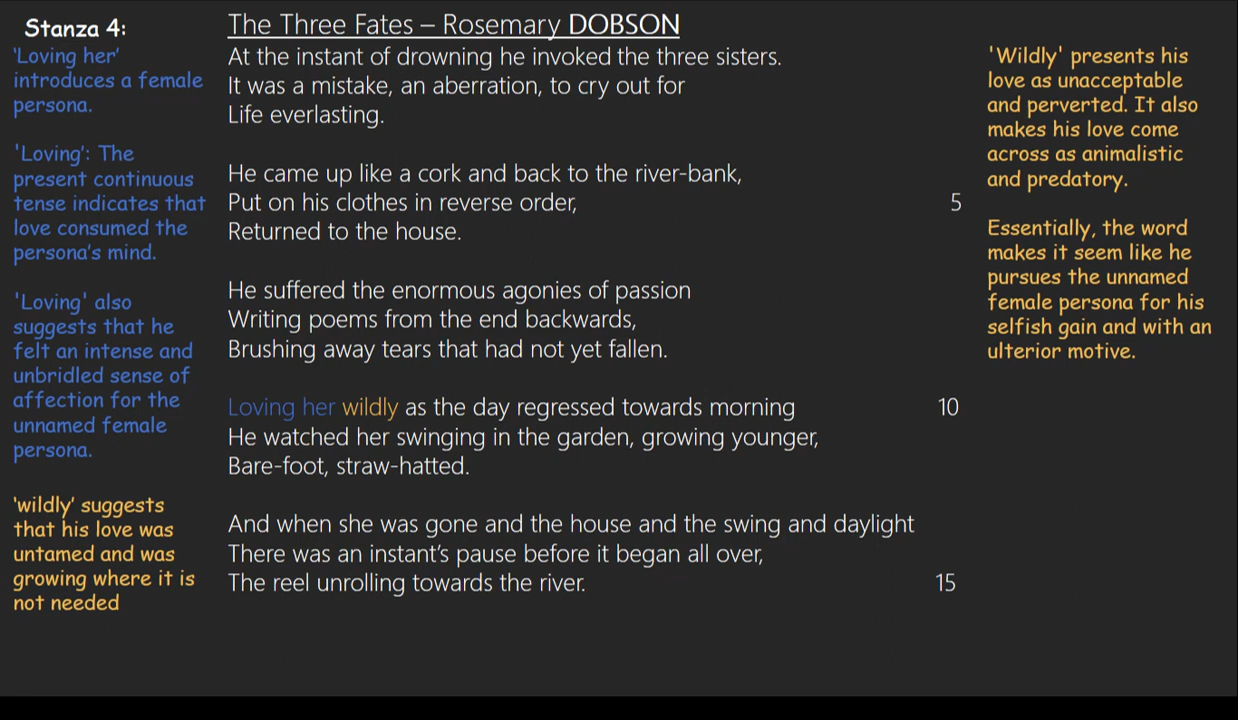 Stanza 4:
'Loving her'
introduces a female
persona.
'Loving': The
present continuous
tense indicates that
love consumed the
persona's mind.
'Loving' also
suggests that he
felt an intense and
unbridled sense of
affection for the
unnamed female
persona.
'wildly' suggests
that his love was
untamed and was
growing where it is
not needed
The Three Fates – Rosemary DOBSON
At the instant of drowning he invoked the three sisters.
It was a mistake, an aberration, to cry out for
Life everlasting.
He came up like a cork and back to the river-bank,
Put on his clothes in reverse order, 5
Returned to the house.
He suffered the enormous agonies of passion
Writing poems from the end backwards,
Brushing away tears that had not yet fallen.
Loving her wildly as the day regressed towards morning 10
He watched her swinging in the garden, growing younger,
Bare-foot, straw-hatted.
And when she was gone and the house and the swing and daylight
There was an instant's pause before it began all over,
The reel unrolling towards the river. 15
'Wildly' presents his
love as unacceptable
and perverted. It also
makes his love come
across as animalistic
and predatory.
Essentially, the word
makes it seem like he
pursues the unnamed
female persona for his
selfish gain and with an
ulterior motive.